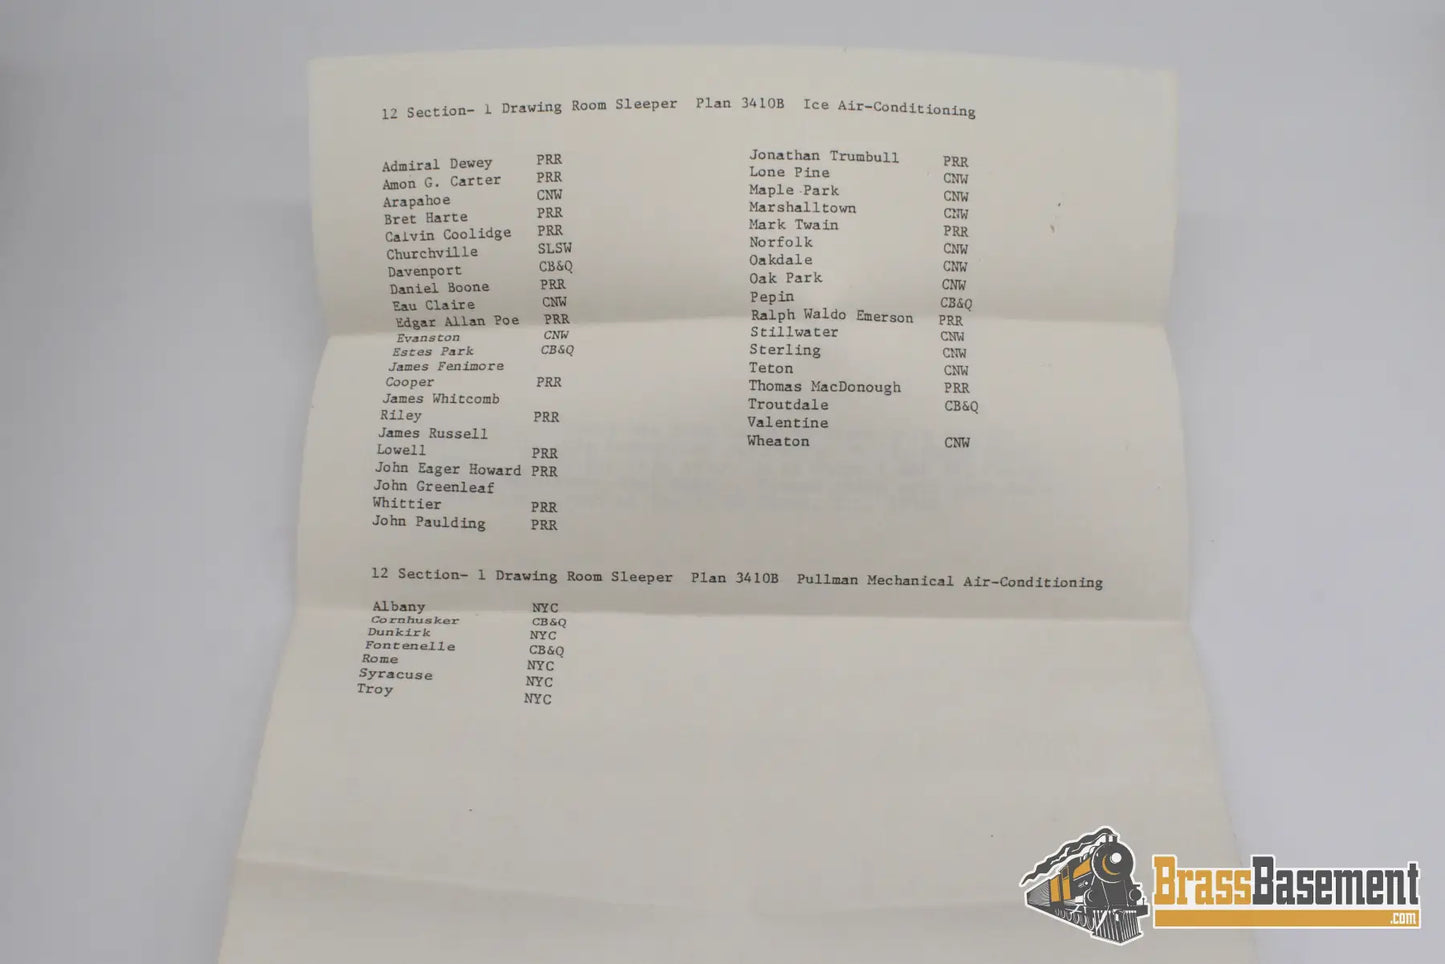 12 Section- 1 Drawing Room Sleeper Plan 3410B Ice Air-Conditioning
Admiral Dewey PRR
Amon G. Carter PRR
Arapahoe CNW
Bret Harte PRR
Calvin Coolidge PRR
Churchville SLSW
Davenport CB&Q
Daniel Boone PRR
Eau Claire CNW
Edgar Allan Poe PRR
Evanston CNW
Estes Park CB&Q
James Fenimore
Cooper PRR
James Whitcomb
Riley PRR
James Russell
Lowell PRR
John Eager Howard PRR
John Greenleaf
Whittier PRR
John Paulding PRR
Jonathan Trumbull PRR
Lone Pine CNW
Maple Park CNW
Marshalltown CNW
Mark Twain PRR
Norfolk CNW
Oakdale CNW
Oak Park CNW
Pepin CB&Q
Ralph Waldo Emerson PRR
Stillwater CNW
Sterling CNW
Teton CNW
Thomas MacDonough PRR
Troutdale CB&Q
Valentine
Wheaton CNW
12 Section- 1 Drawing Room Sleeper Plan 3410B Pullman Mechanical Air-Conditioning
Albany NYC
Cornhusker CB&Q
Dunkirk NYC
Fontenelle CB&Q
Rome NYC
Syracuse NYC
Troy NYC
BrassBasement
.com